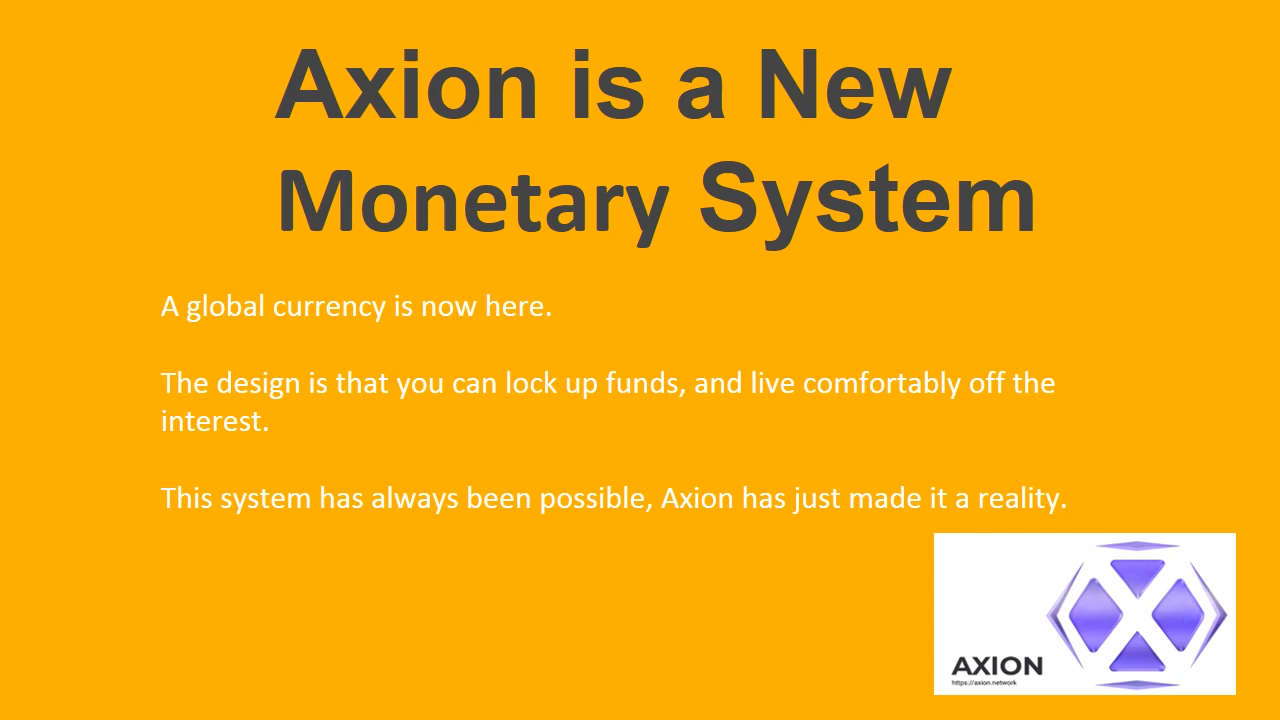 Axion is a New
Monetary System
A global currency is now here.
The design is that you can lock up funds, and live comfortably off the
interest.
This system has always been possible, Axion has just made it a reality.
AXION
https://axion.network